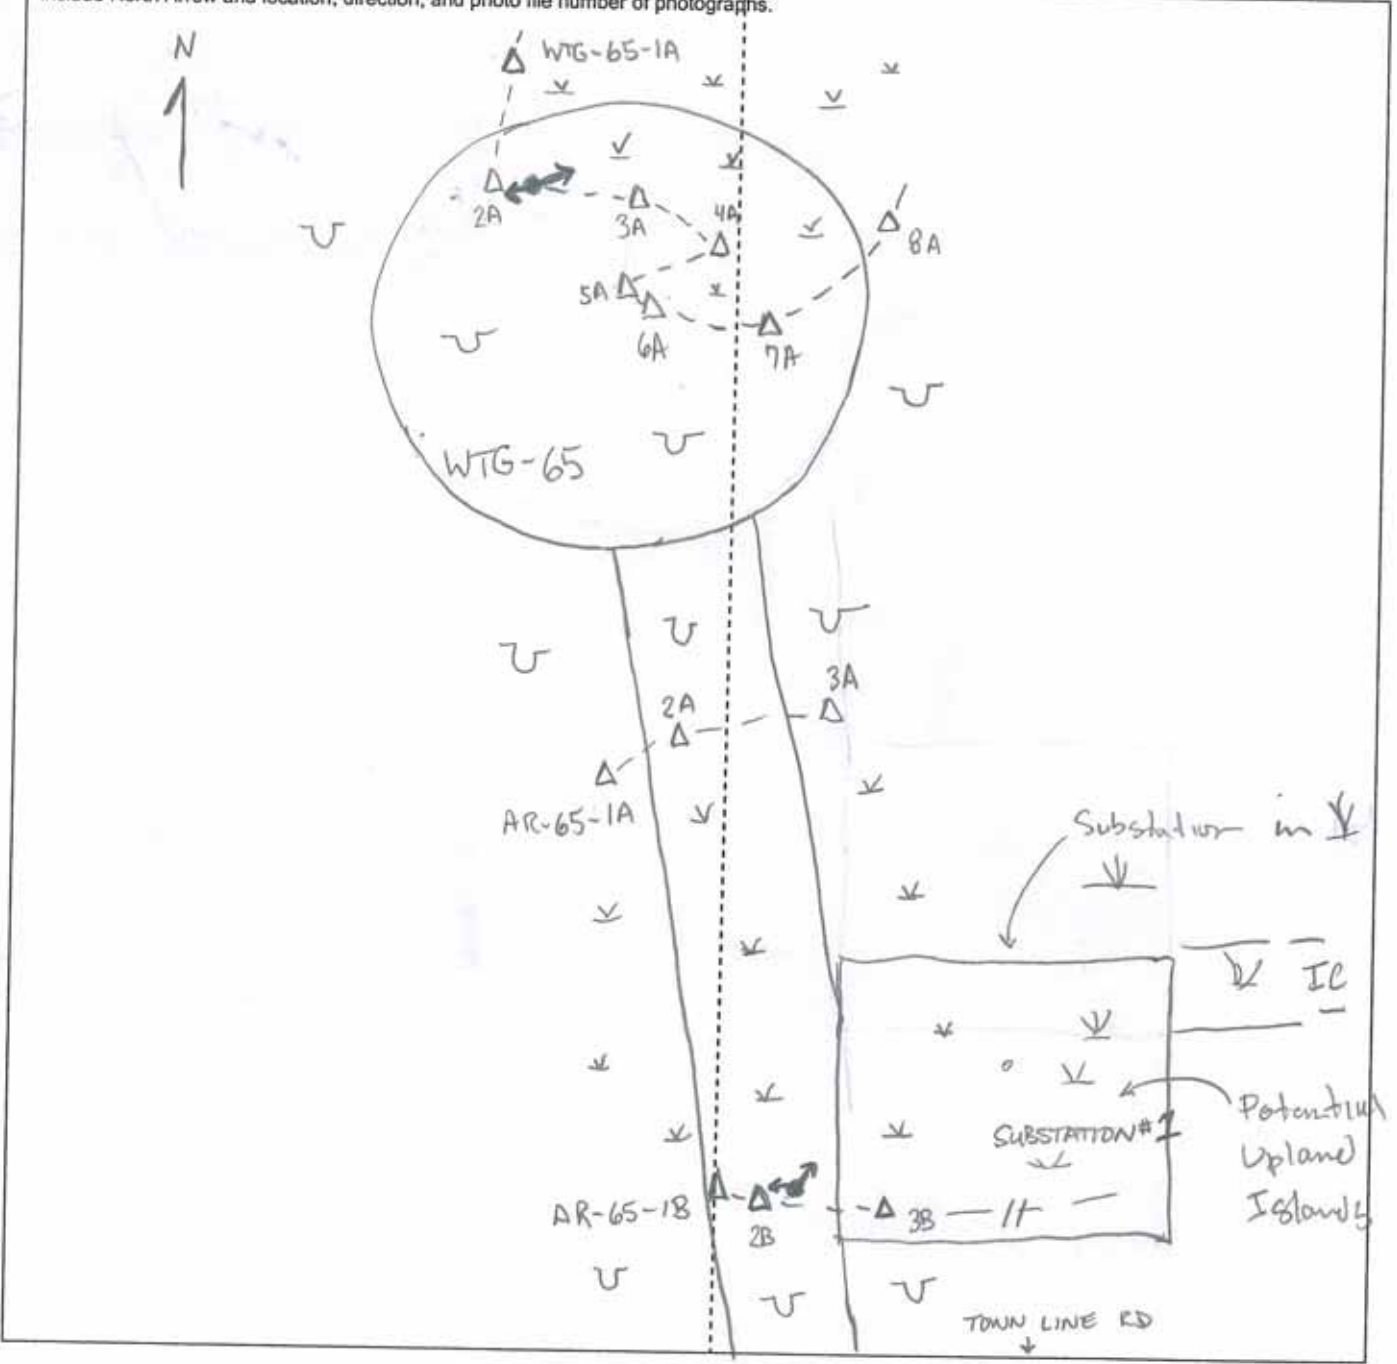 Include North Arrow and location, direction, and photo file number of photographs.
N
WTG-65-1A
2A
3A
4A
8A
5A
6A
7A
WTG-65
3A
2A
AR-65-1A
Substation in
IC
Potential
Upland
Islands
SUBSTATION #1
AR-65-1B
2B
3B
TOWN LINE RD